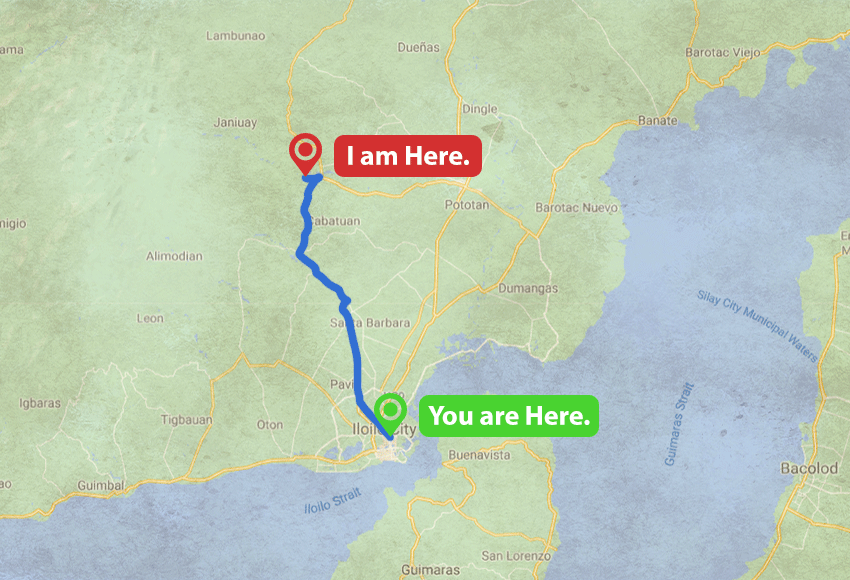 Lambunao
Dueñas
Barotac Viejo
ama
Dingle
Janiuay
Banate
I am Here.
Pototan
Barotac Nuevo
Cabatuan
migio
Alimodian
Dumangas
Silay City Municipal Waters
Leon
Santa Barbara
Guimaras Strait
Igbaras
Tigbauan
Oton
You are Here.
Iloilo City
Buenavista
Bacolod
Guimbal
Iloilo Strait
San Lorenzo
Guimaras